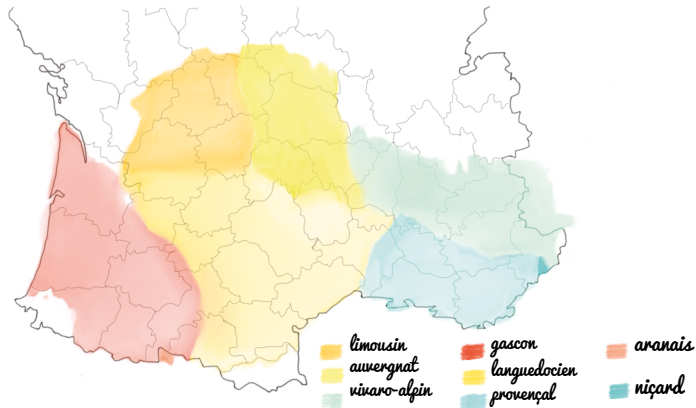 limousin
auvergnat
vivaro-alpin
gascon
languedocien
provençal
aranais
niçard